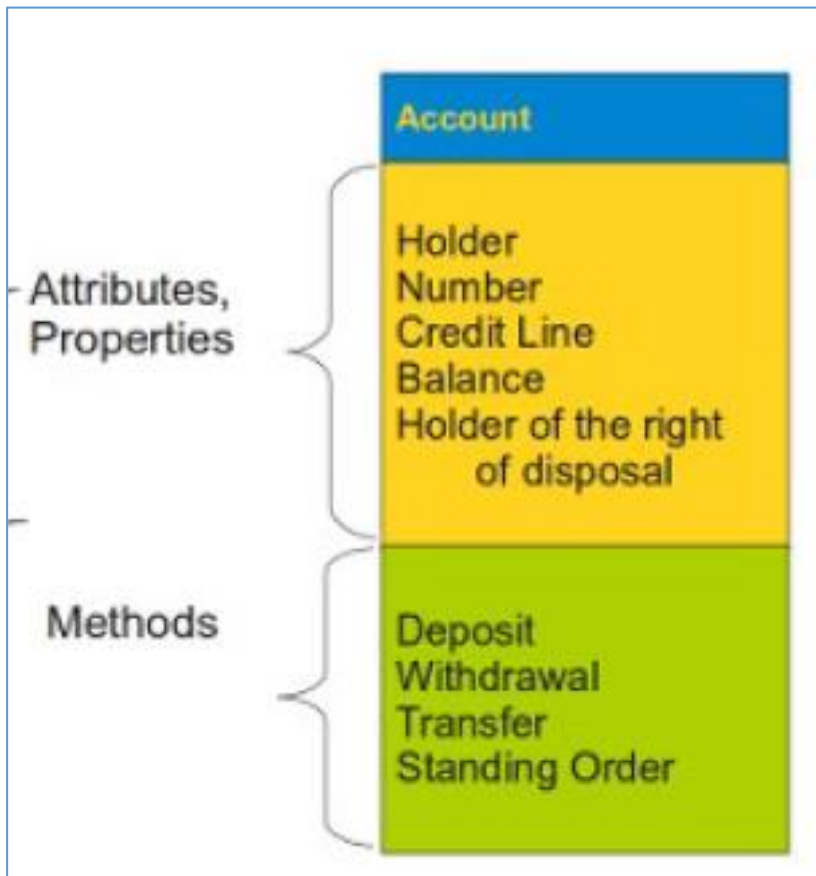 Account
Attributes,
Properties
Holder
Number
Credit Line
Balance
Holder of the right
of disposal
Methods
Deposit
Withdrawal
Transfer
Standing Order